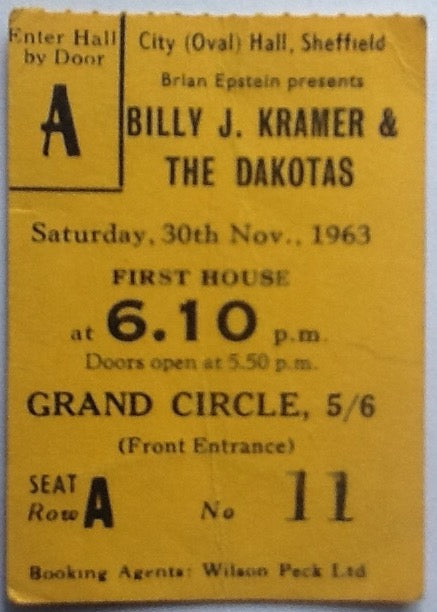 Enter Hall
by Door
A
City (Oval) Hall, Sheffield
Brian Epstein presents
BILLY J. KRAMER &
THE DAKOTAS
Saturday, 30th Nov., 1963
FIRST HOUSE
at 6.10 p.m.
Doors open at 5.50 p.m.
GRAND CIRCLE, 5/6
(Front Entrance)
SEAT
Row A No 11
Booking Agents: Wilson Peck Ltd